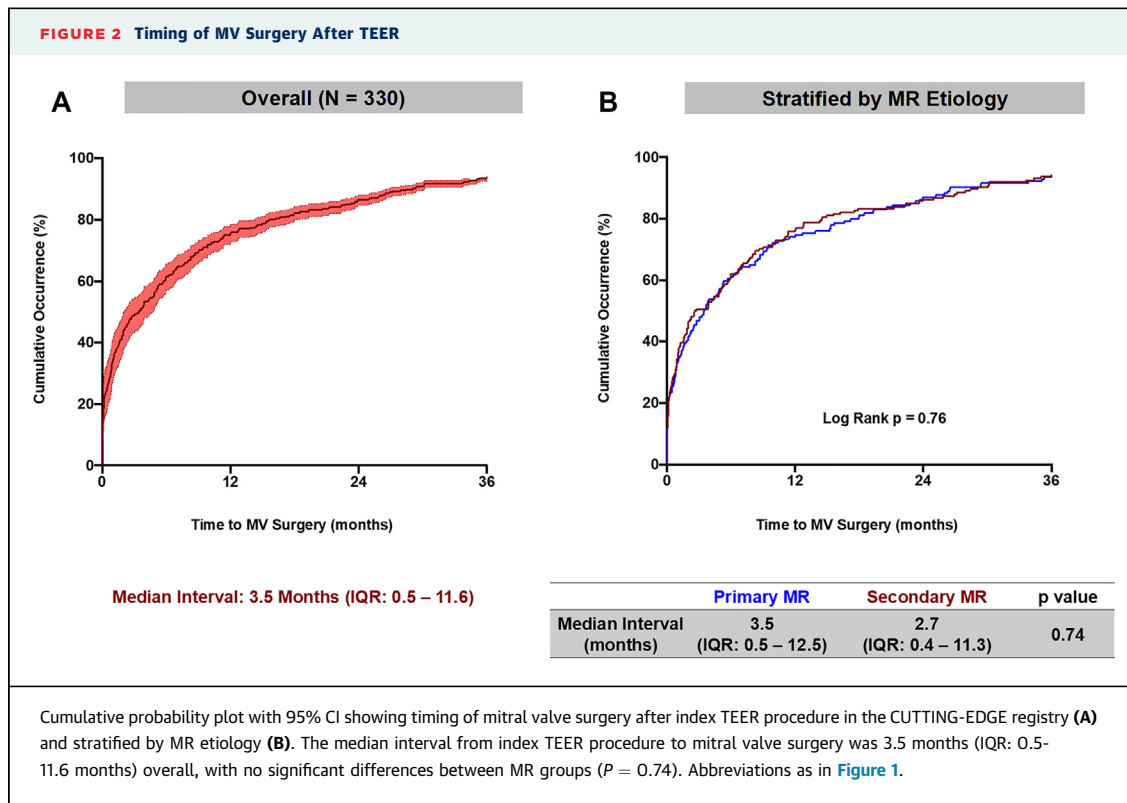 FIGURE 2 Timing of MV Surgery After TEER
A
Overall (N = 330)
Cumulative Occurrence (%)
100
80
60
40
20
0
0 12 24 36
Time to MV Surgery (months)
Median Interval: 3.5 Months (IQR: 0.5 – 11.6)
B
Stratified by MR Etiology
Cumulative Occurrence (%)
100
80
60
40
20
0
Log Rank p = 0.76
0 12 24 36
Time to MV Surgery (months)
Primary MR Secondary MR p value
Median Interval (months) 3.5 (IQR: 0.5 – 12.5) 2.7 (IQR: 0.4 – 11.3) 0.74
Cumulative probability plot with 95% CI showing timing of mitral valve surgery after index TEER procedure in the CUTTING-EDGE registry (A)
and stratified by MR etiology (B). The median interval from index TEER procedure to mitral valve surgery was 3.5 months (IQR: 0.5-
11.6 months) overall, with no significant differences between MR groups (P = 0.74). Abbreviations as in Figure 1.